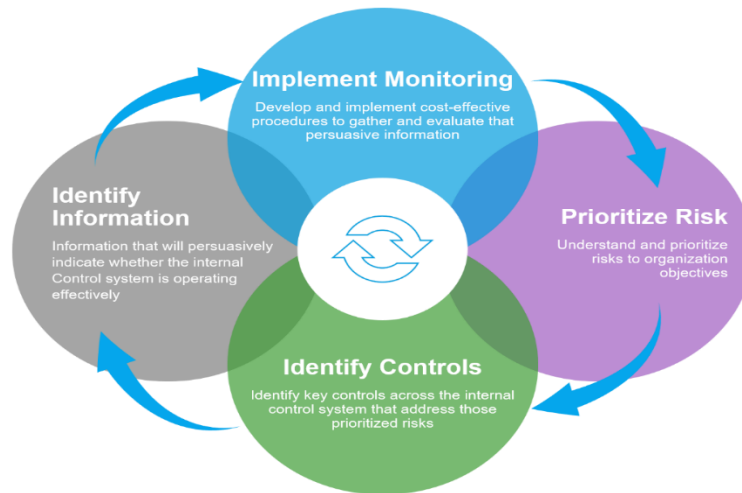 Implement Monitoring
Develop and implement cost-effective
procedures to gather and evaluate that
persuasive information
Identify
Information
Information that will persuasively
indicate whether the internal
Control system is operating
effectively
Prioritize Risk
Understand and prioritize
risks to organization
objectives
Identify Controls
Identify key controls across the internal
control system that address those
prioritized risks